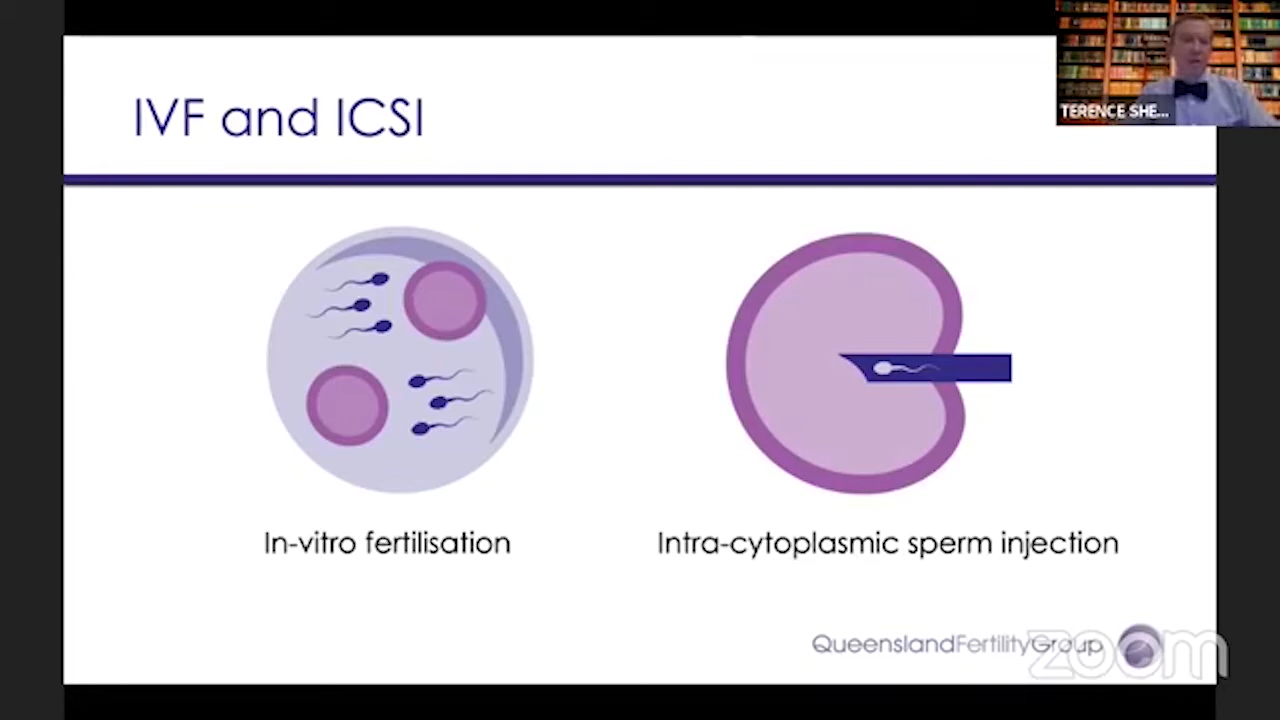 IVF and ICSI
TERENCE SHE...
In-vitro fertilisation
Intra-cytoplasmic sperm injection
QueenslandFertilityGroup
zoom